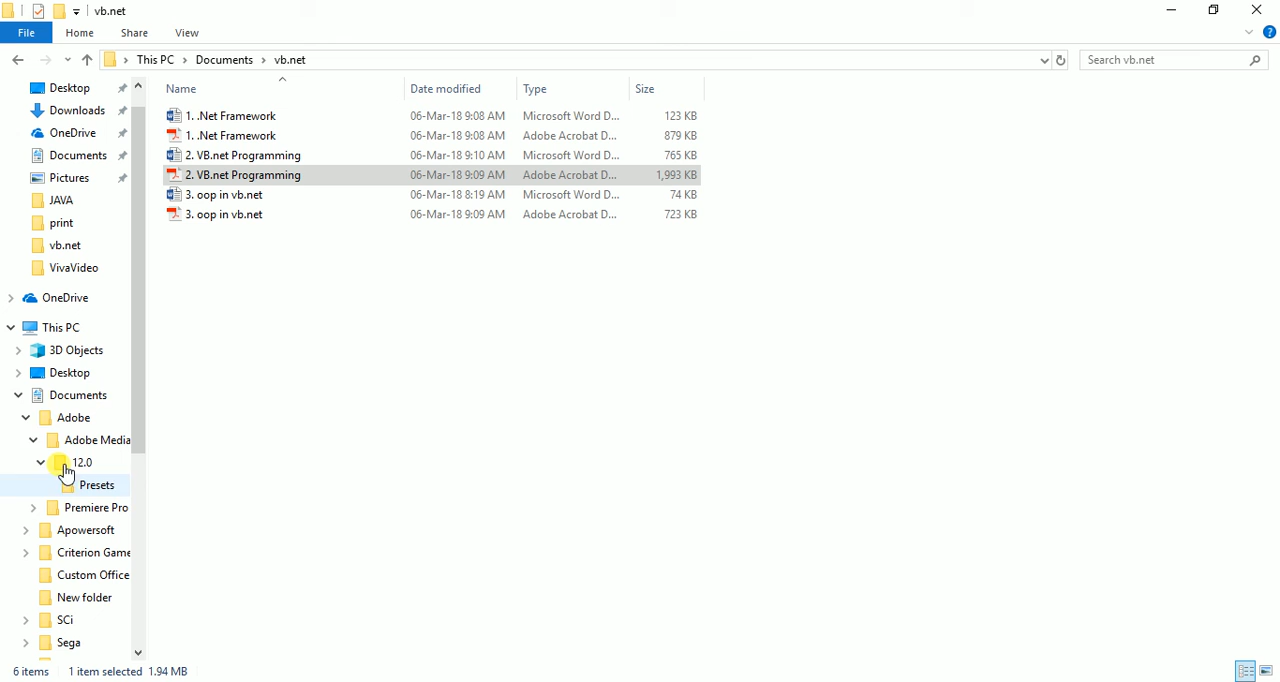 vb.net
File Home Share View
This PC Documents vb.net Search vb.net
Name Date modified Type Size
Desktop
Downloads
OneDrive
Documents
Pictures
JAVA
print
vb.net
VivaVideo
OneDrive
This PC
3D Objects
Desktop
Documents
Adobe
Adobe Media
12.0
Presets
Premiere Pro
Apowersoft
Criterion Game
Custom Office
New folder
SCi
Sega
1. .Net Framework 06-Mar-18 9:08 AM Microsoft Word D... 123 KB
1. .Net Framework 06-Mar-18 9:08 AM Adobe Acrobat D... 879 KB
2. VB.net Programming 06-Mar-18 9:10 AM Microsoft Word D... 765 KB
2. VB.net Programming 06-Mar-18 9:09 AM Adobe Acrobat D... 1,993 KB
3. oop in vb.net 06-Mar-18 8:19 AM Microsoft Word D... 74 KB
3. oop in vb.net 06-Mar-18 9:09 AM Adobe Acrobat D... 723 KB
6 items 1 item selected 1.94 MB